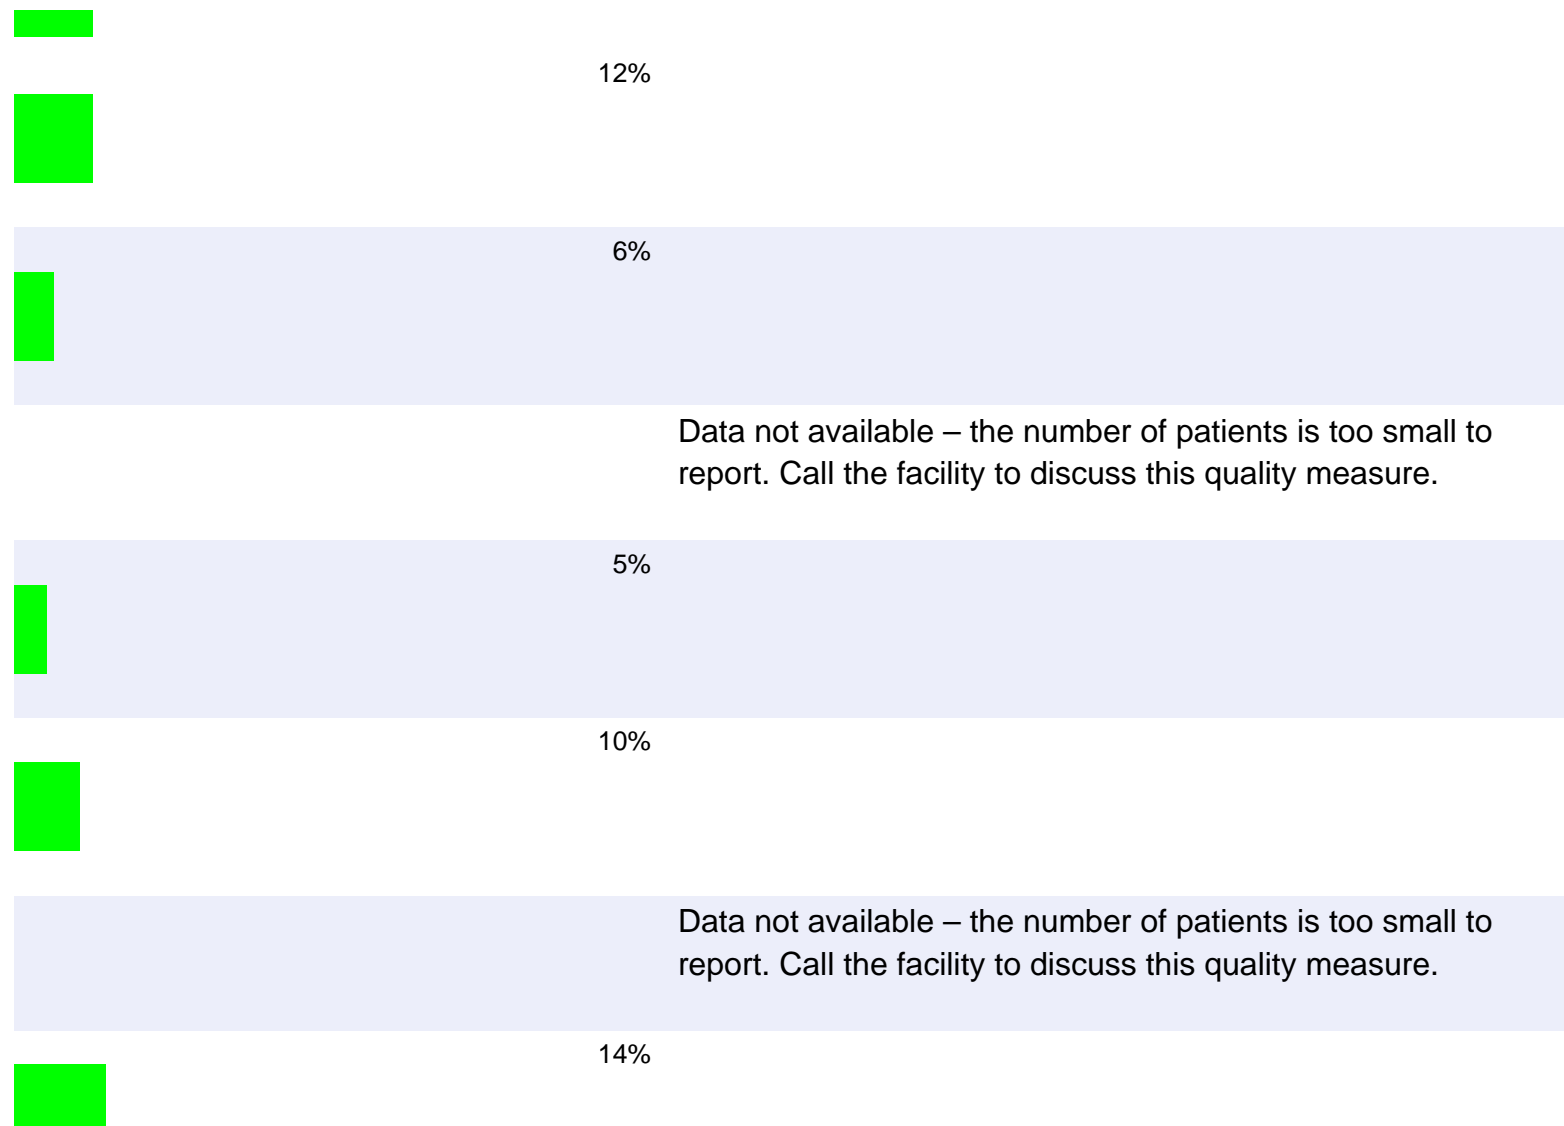 12%
6%
Data not available – the number of patients is too small to
report. Call the facility to discuss this quality measure.
5%
10%
Data not available – the number of patients is too small to
report. Call the facility to discuss this quality measure.
14%